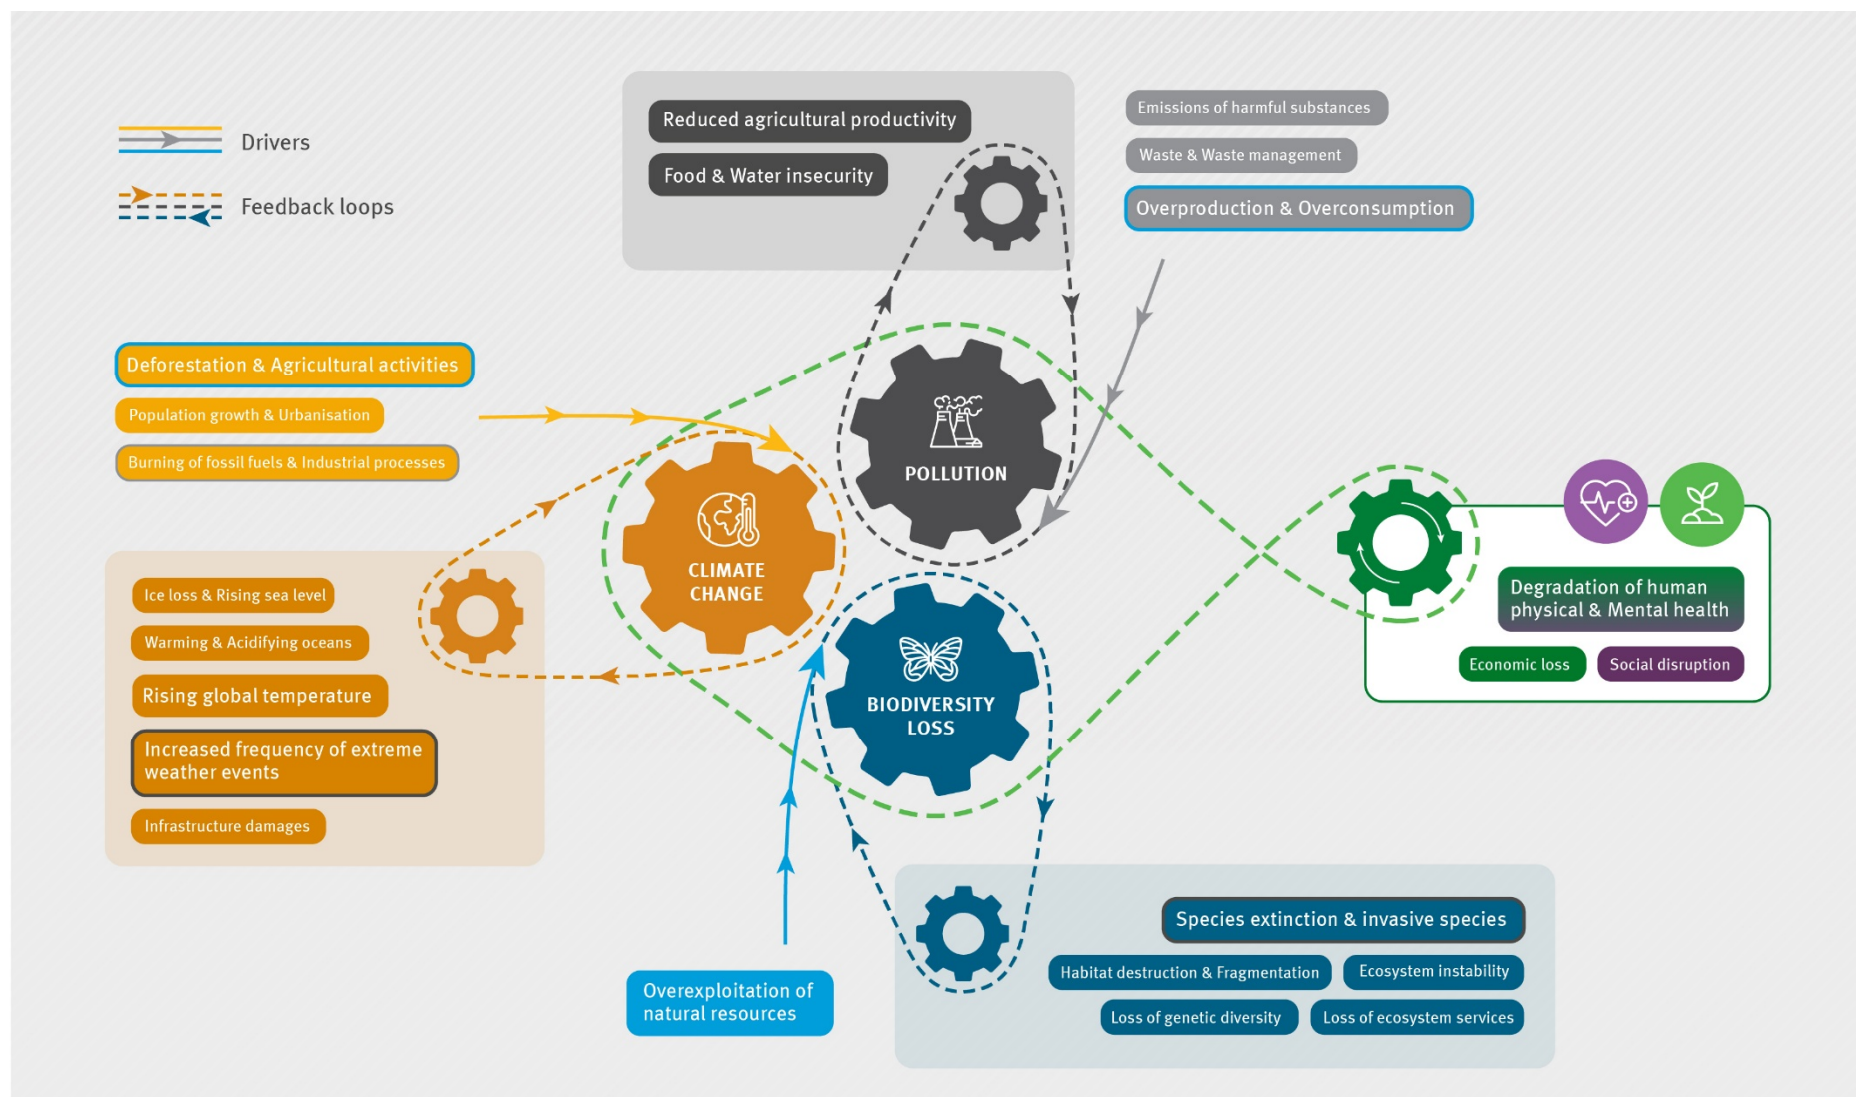 Drivers
Feedback loops
Reduced agricultural productivity
Food & Water insecurity
Emissions of harmful substances
Waste & Waste management
Overproduction & Overconsumption
Deforestation & Agricultural activities
Population growth & Urbanisation
Burning of fossil fuels & Industrial processes
POLLUTION
CLIMATE
CHANGE
BIODIVERSITY
LOSS
Ice loss & Rising sea level
Warming & Acidifying oceans
Rising global temperature
Increased frequency of extreme
weather events
Infrastructure damages
Degradation of human
physical & Mental health
Economic loss
Social disruption
Overexploitation of
natural resources
Species extinction & invasive species
Habitat destruction & Fragmentation
Ecosystem instability
Loss of genetic diversity
Loss of ecosystem services